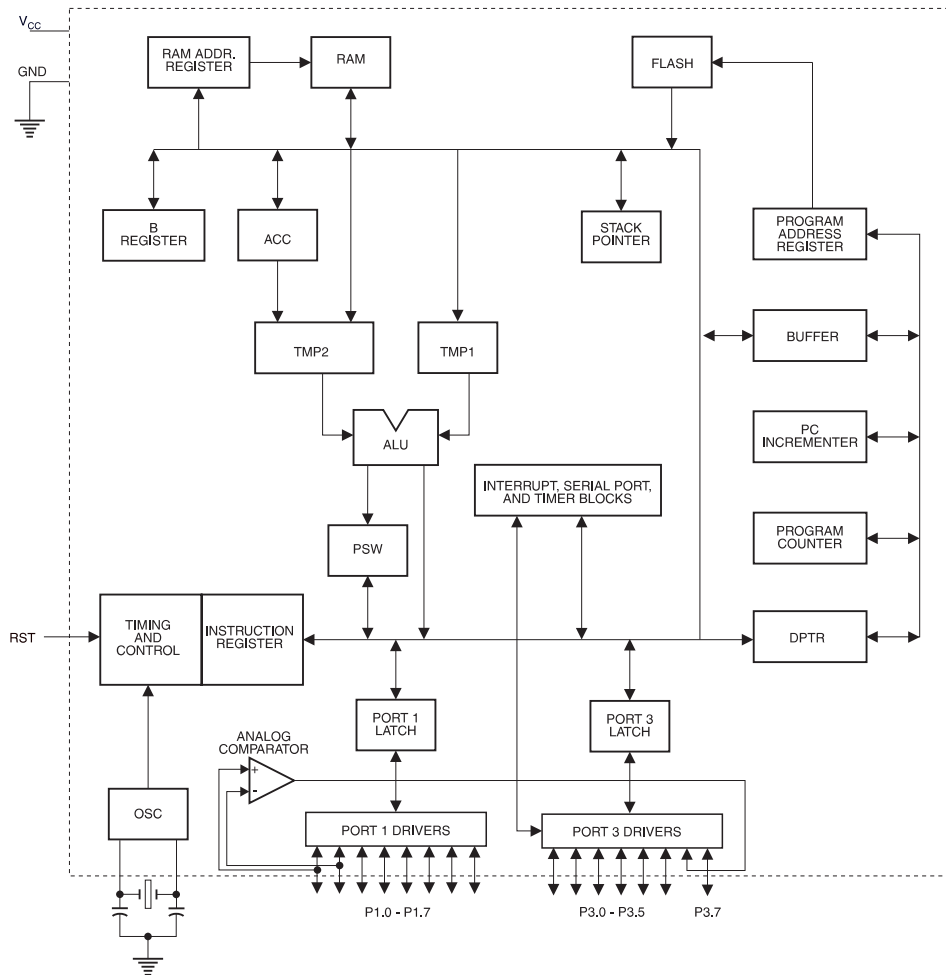 VCC
GND
RAM ADDR.
REGISTER
RAM
FLASH
B
REGISTER
ACC
STACK
POINTER
PROGRAM
ADDRESS
REGISTER
TMP2
TMP1
BUFFER
ALU
PC
INCREMENTER
INTERRUPT, SERIAL PORT,
AND TIMER BLOCKS
PSW
PROGRAM
COUNTER
RST
TIMING
AND
CONTROL
INSTRUCTION
REGISTER
DPTR
PORT 1
LATCH
PORT 3
LATCH
ANALOG
COMPARATOR
+
-
OSC
PORT 1 DRIVERS
PORT 3 DRIVERS
P1.0 - P1.7
P3.0 - P3.5
P3.7